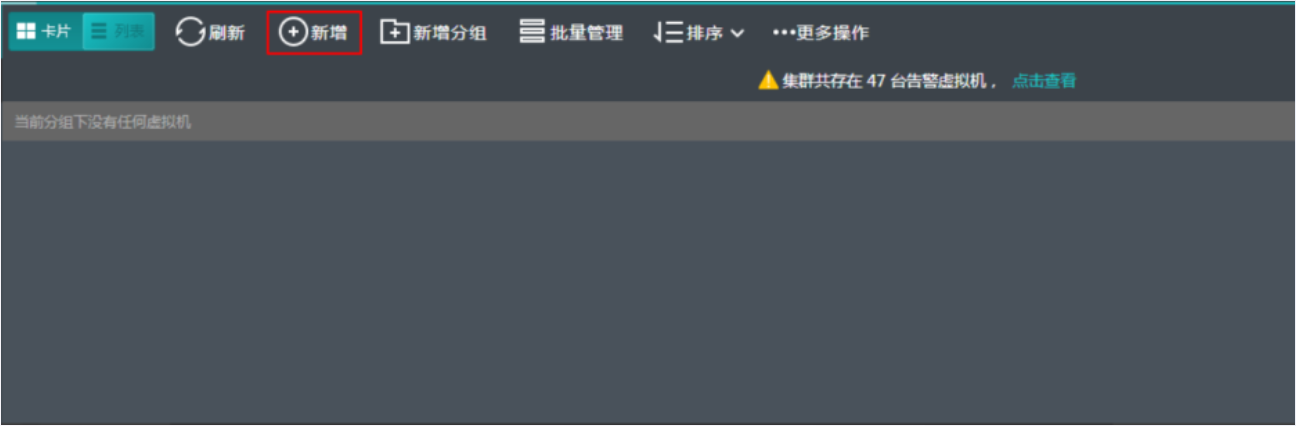 卡片 列表 刷新 新增 新增分组 批量管理 排序 •••更多操作
集群共存在 47 台告警虚拟机， 点击查看
当前分组下没有任何虚拟机